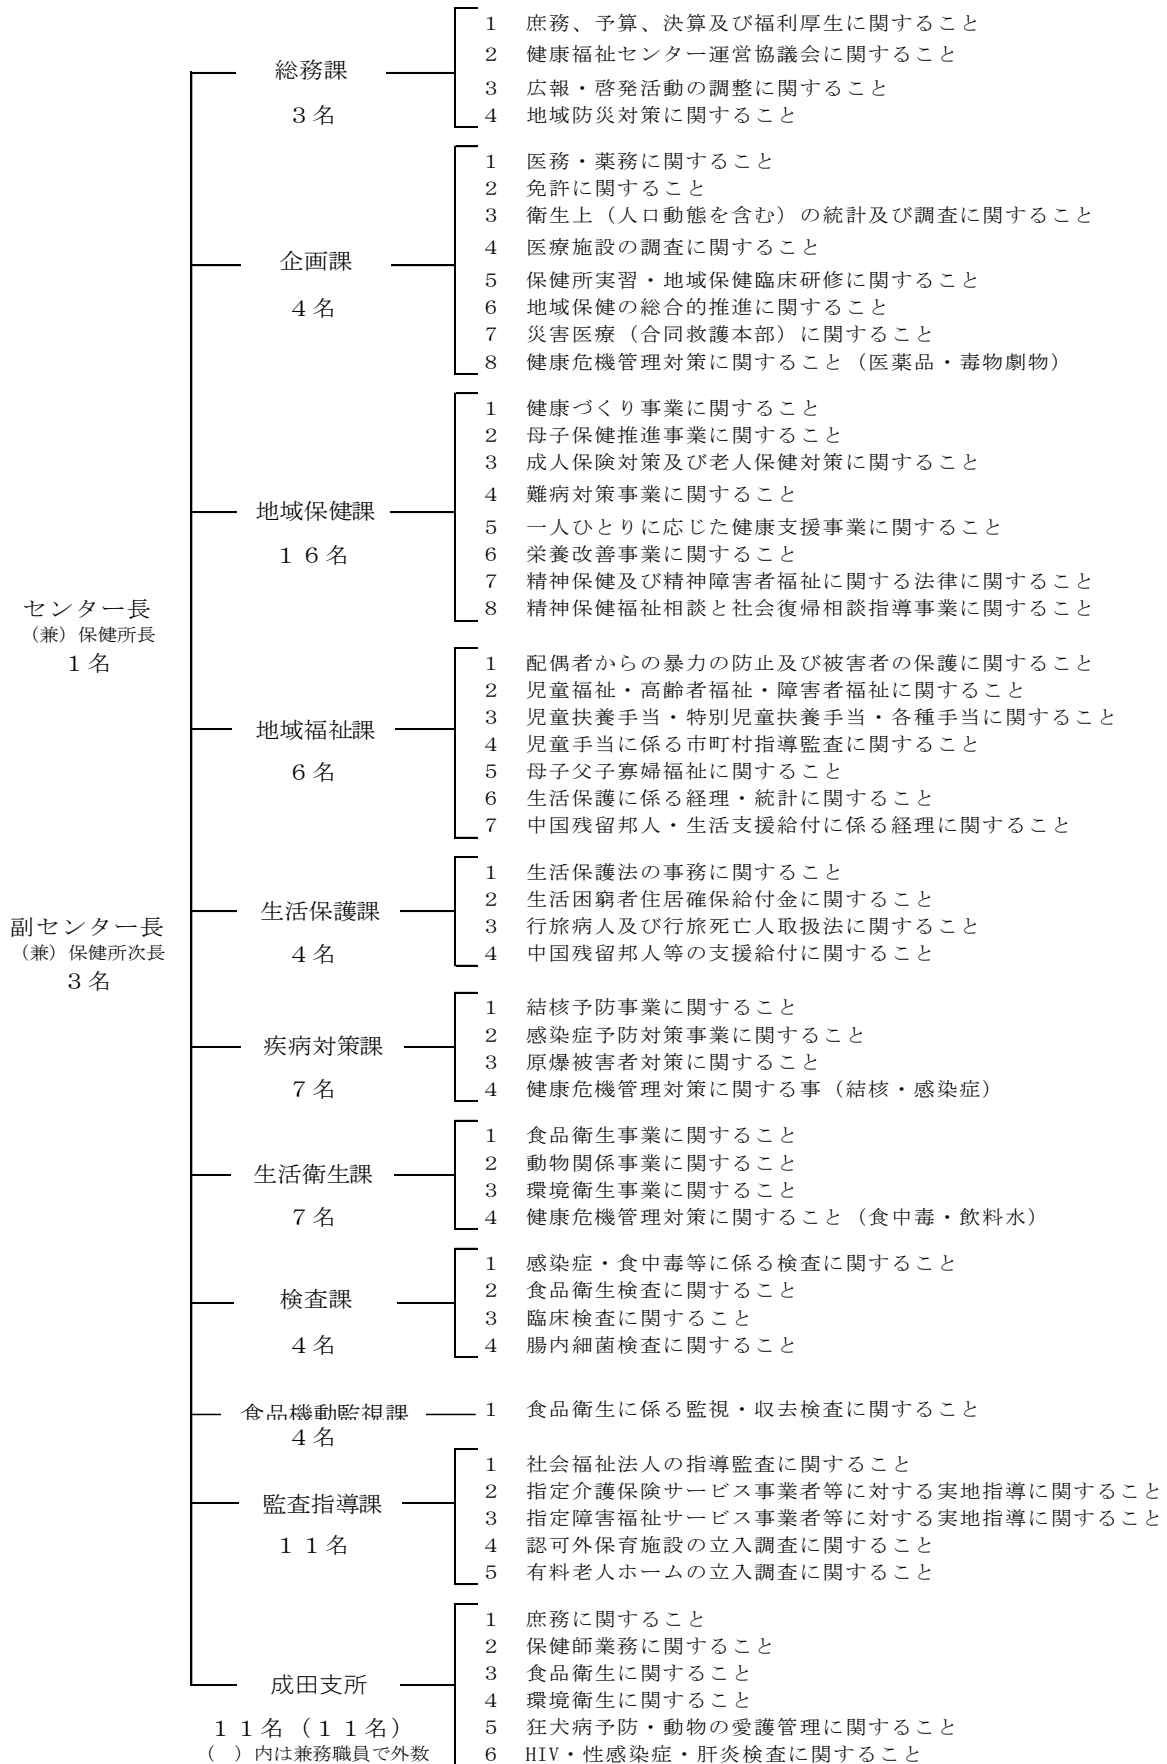 センター長
（兼）保健所長
１名
副センター長
（兼）保健所次長
３名
総務課
３名
1 庶務、予算、決算及び福利厚生に関すること
2 健康福祉センター運営協議会に関すること
3 広報・啓発活動の調整に関すること
4 地域防災対策に関すること
企画課
４名
1 医務・薬務に関すること
2 免許に関すること
3 衛生上（人口動態を含む）の統計及び調査に関すること
4 医療施設の調査に関すること
5 保健所実習・地域保健臨床研修に関すること
6 地域保健の総合的推進に関すること
7 災害医療（合同救護本部）に関すること
8 健康危機管理対策に関すること（医薬品・毒物劇物）
地域保健課
１６名
1 健康づくり事業に関すること
2 母子保健推進事業に関すること
3 成人保険対策及び老人保健対策に関すること
4 難病対策事業に関すること
5 一人ひとりに応じた健康支援事業に関すること
6 栄養改善事業に関すること
7 精神保健及び精神障害者福祉に関する法律に関すること
8 精神保健福祉相談と社会復帰相談指導事業に関すること
地域福祉課
６名
1 配偶者からの暴力の防止及び被害者の保護に関すること
2 児童福祉・高齢者福祉・障害者福祉に関すること
3 児童扶養手当・特別児童扶養手当・各種手当に関すること
4 児童手当に係る市町村指導監査に関すること
5 母子父子寡婦福祉に関すること
6 生活保護に係る経理・統計に関すること
7 中国残留邦人・生活支援給付に係る経理に関すること
生活保護課
４名
1 生活保護法の事務に関すること
2 生活困窮者住居確保給付金に関すること
3 行旅病人及び行旅死亡人取扱法に関すること
4 中国残留邦人等の支援給付に関すること
疾病対策課
７名
1 結核予防事業に関すること
2 感染症予防対策事業に関すること
3 原爆被害者対策に関すること
4 健康危機管理対策に関する事（結核・感染症）
生活衛生課
７名
1 食品衛生事業に関すること
2 動物関係事業に関すること
3 環境衛生事業に関すること
4 健康危機管理対策に関すること（食中毒・飲料水）
検査課
４名
1 感染症・食中毒等に係る検査に関すること
2 食品衛生検査に関すること
3 臨床検査に関すること
4 腸内細菌検査に関すること
食品機動監視課
４名
1 食品衛生に係る監視・収去検査に関すること
監査指導課
１１名
1 社会福祉法人の指導監査に関すること
2 指定介護保険サービス事業者等に対する実地指導に関すること
3 指定障害福祉サービス事業者等に対する実地指導に関すること
4 認可外保育施設の立入調査に関すること
5 有料老人ホームの立入調査に関すること
成田支所
１１名（１１名）
（ ）内は兼務職員で外数
1 庶務に関すること
2 保健師業務に関すること
3 食品衛生に関すること
4 環境衛生に関すること
5 狂犬病予防・動物の愛護管理に関すること
6 HIV・性感染症・肝炎検査に関すること